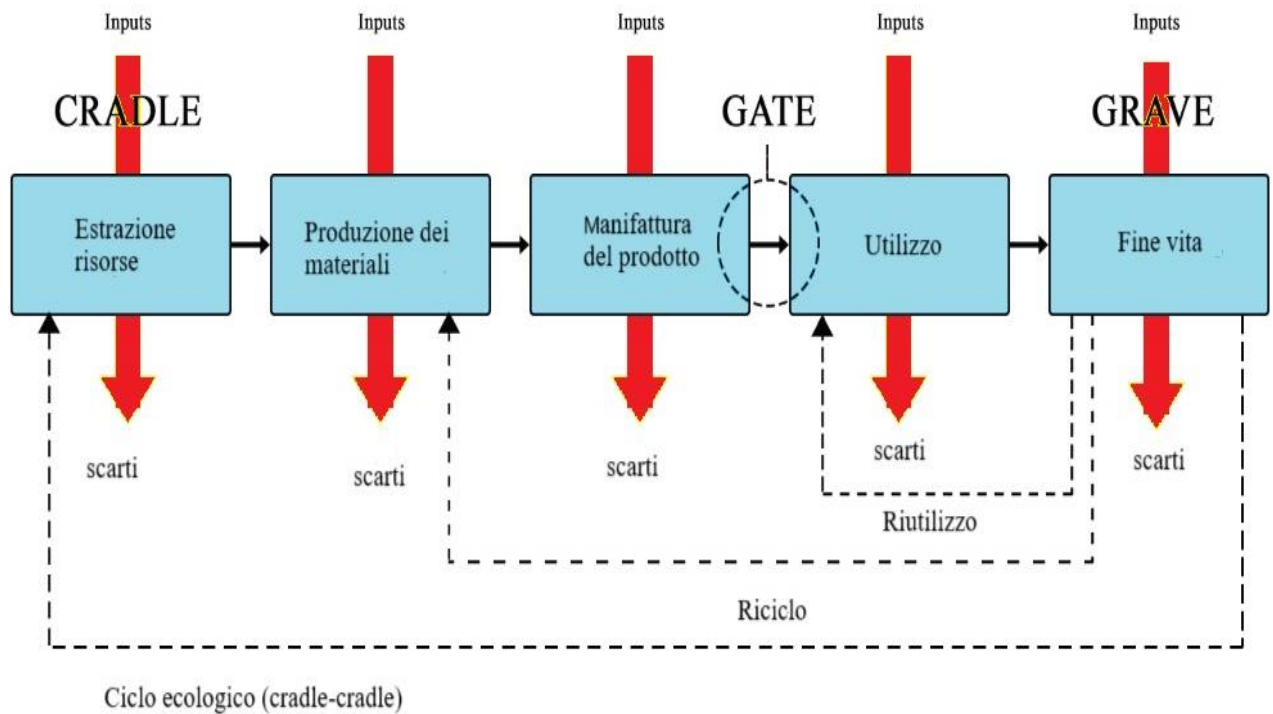 Inputs
Inputs
Inputs
Inputs
Inputs
CRADLE
GATE
GRAVE
Estrazione
risorse
Produzione dei
materiali
Manifattura
del prodotto
Utilizzo
Fine vita
scarti
scarti
scarti
scarti
scarti
Riutilizzo
Riciclo
Ciclo ecologico (cradle-cradle)